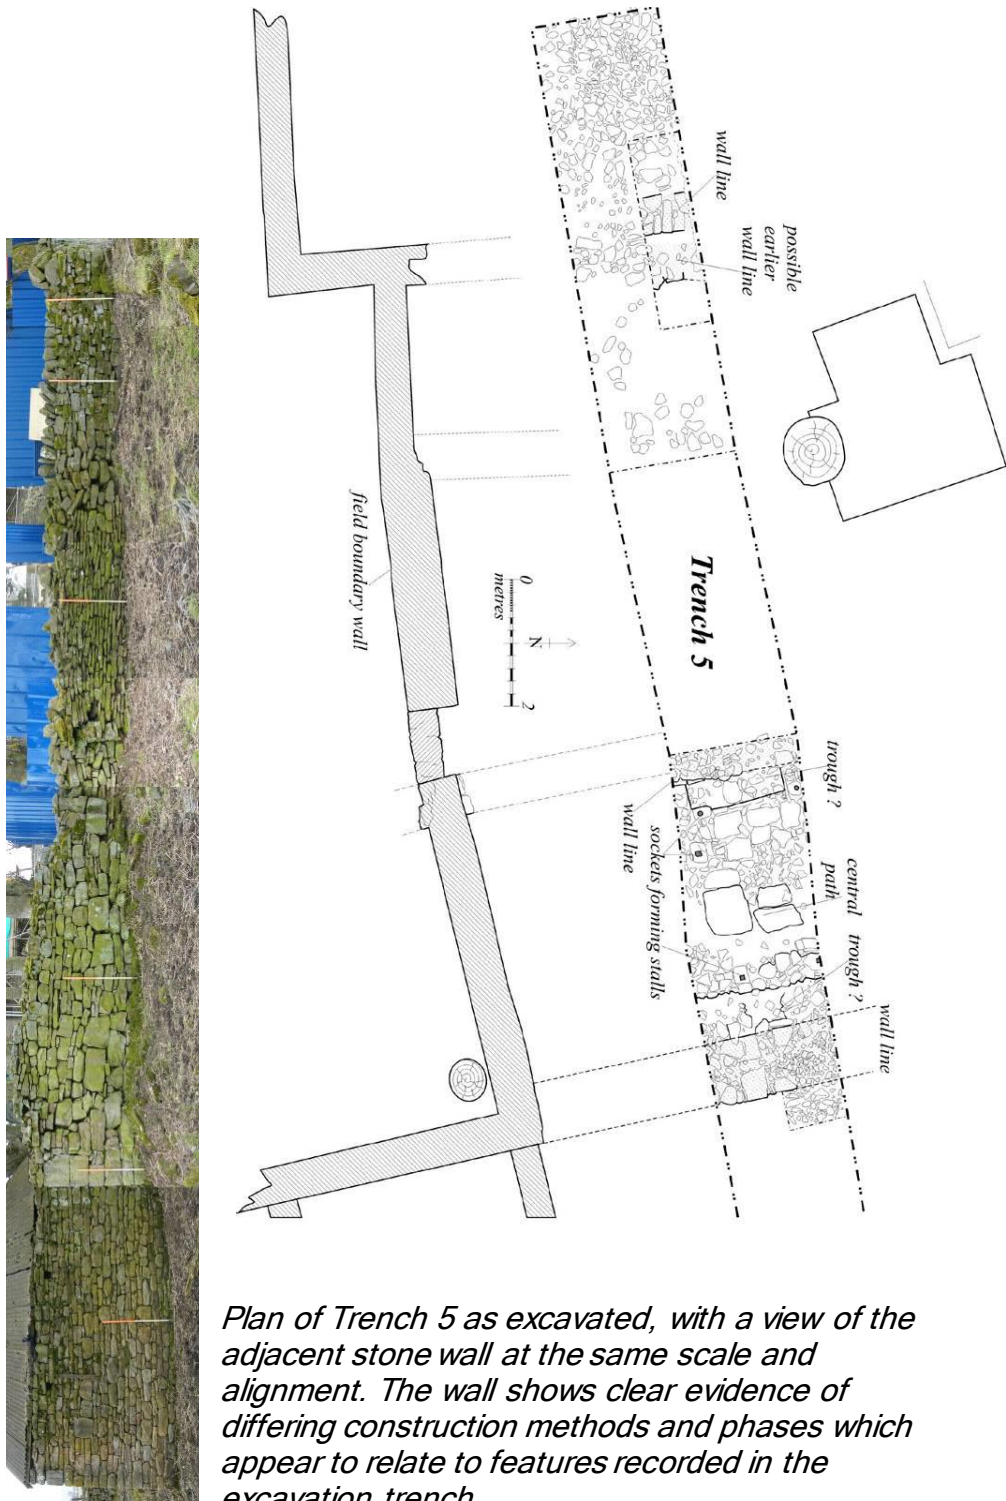 wall line
possible
earlier
wall line
field boundary wall
0
metres
2
N
Trench 5
trough ?
wall line
sockets forming stalls
central
path
trough ?
wall line
Plan of Trench 5 as excavated, with a view of the
adjacent stone wall at the same scale and
alignment. The wall shows clear evidence of
differing construction methods and phases which
appear to relate to features recorded in the
excavation trench